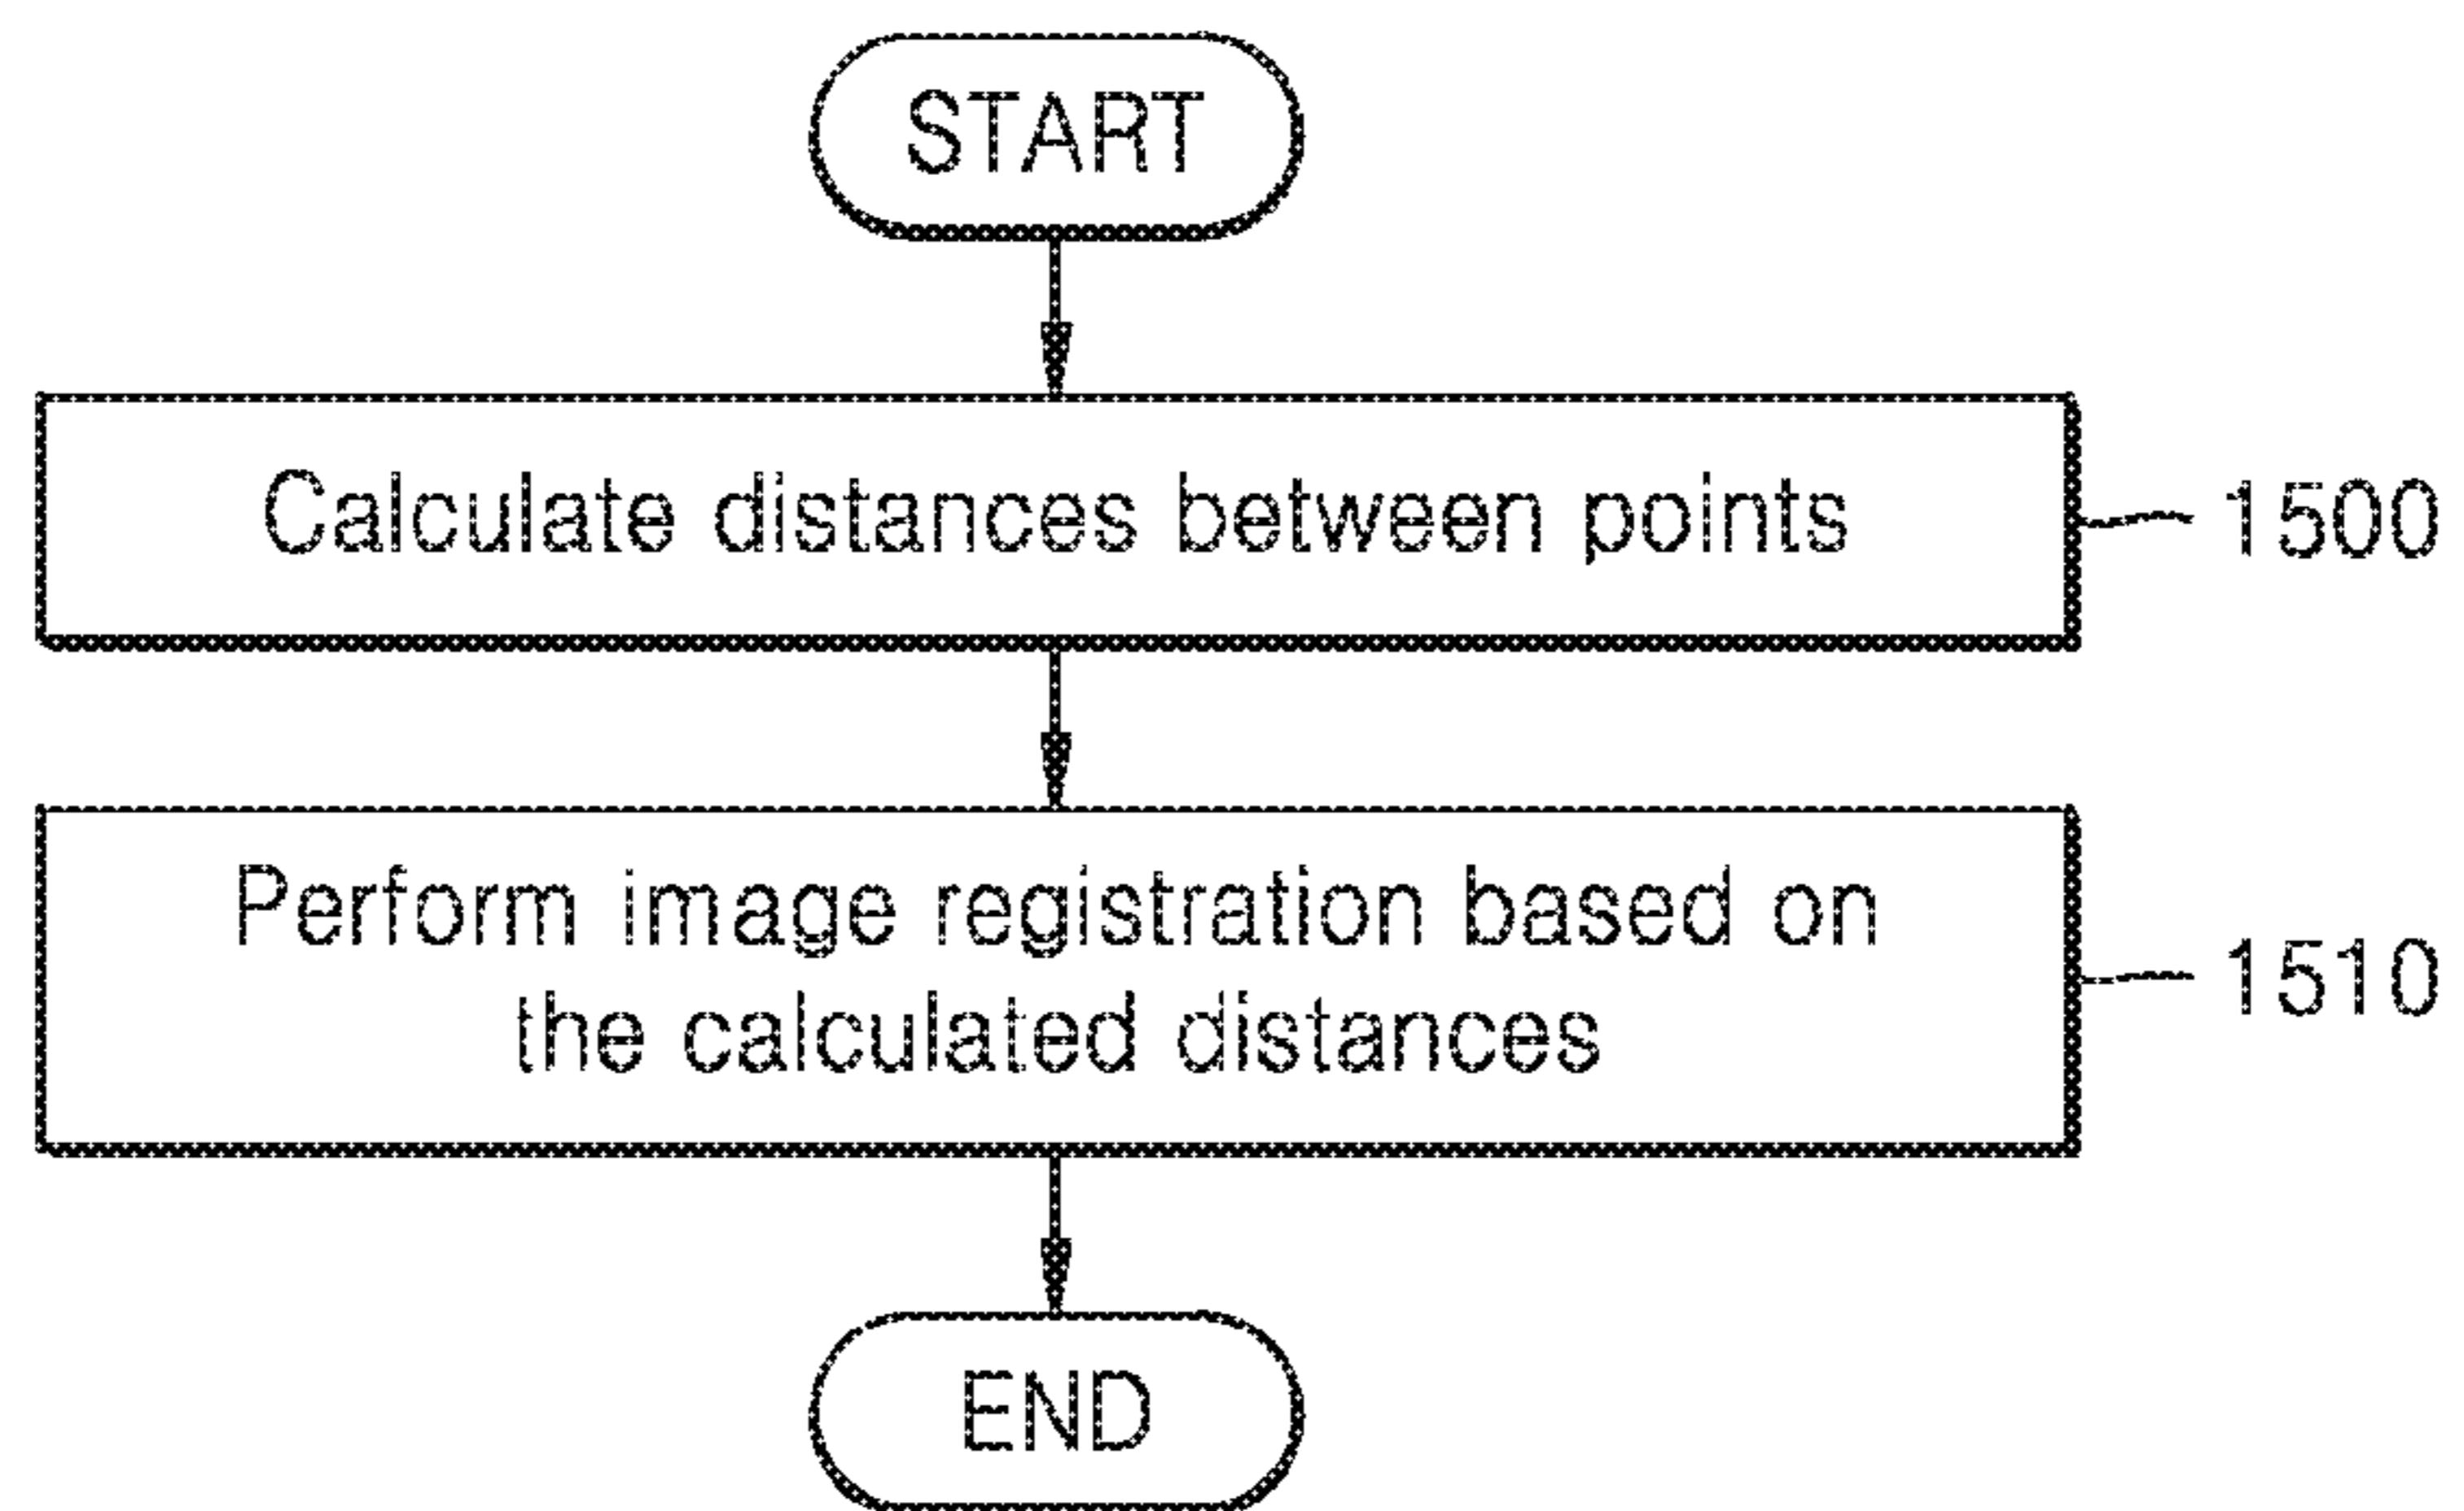 START
Calculate distances between points
1500
Perform image registration based on
the calculated distances
1510
END